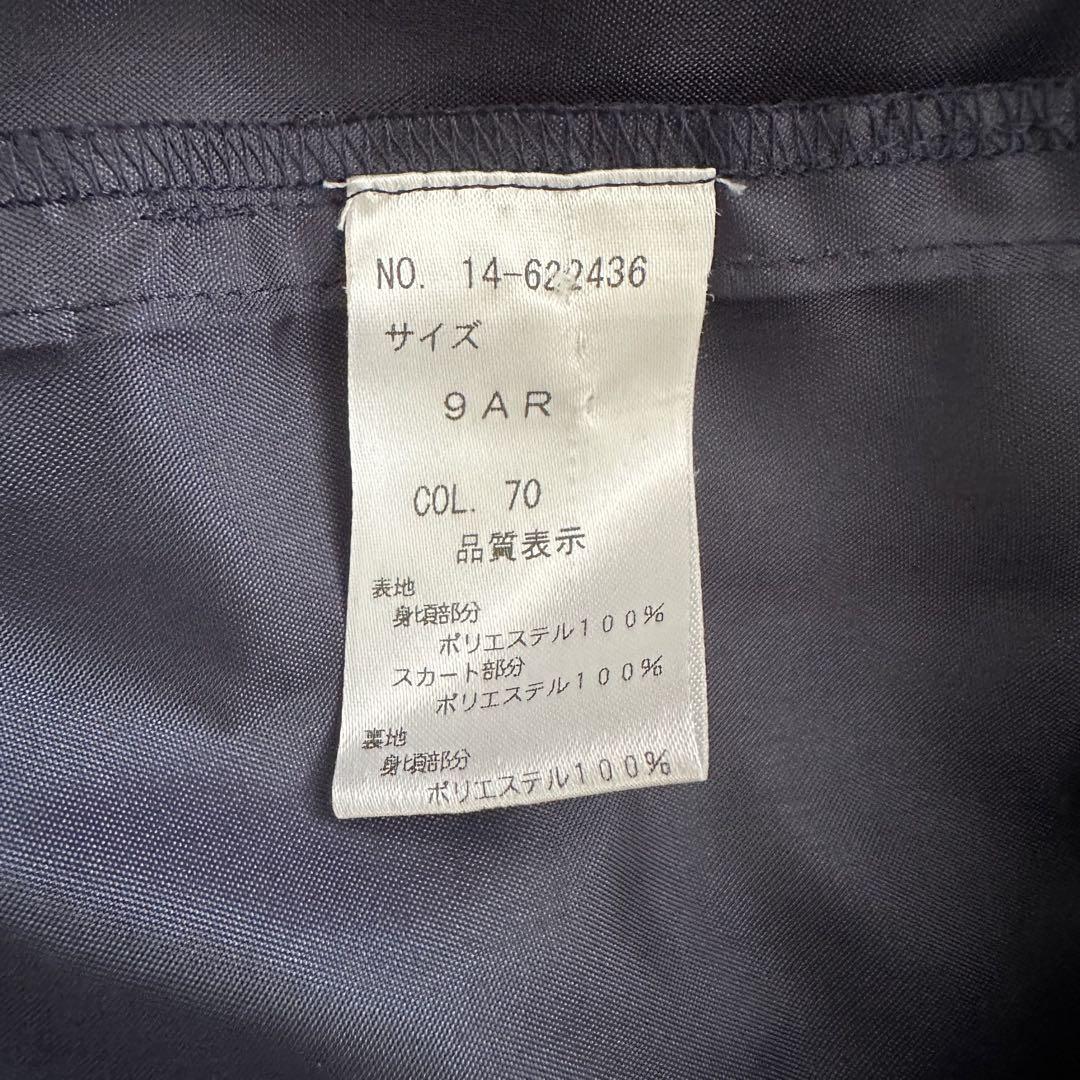 NO. 14-622436
サイズ
9AR
COL. 70
品質表示
表地
身頃部分
ポリエステル100%
スカート部分
ポリエステル100%
裏地
身頃部分
ポリエステル100%